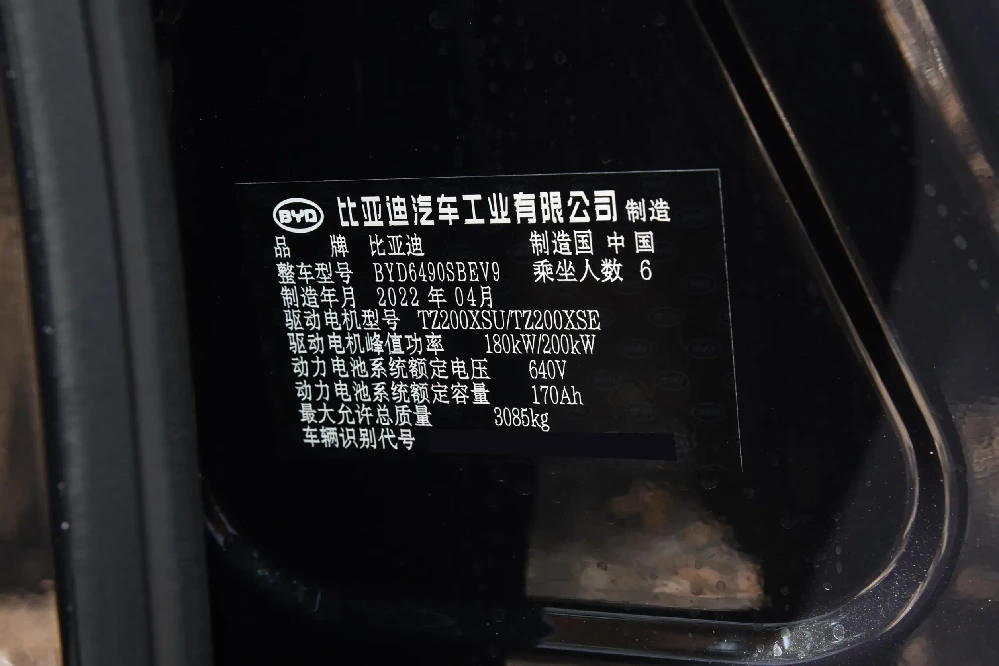 BYD 比亚迪汽车工业有限公司 制造
品 牌 比亚迪 制造国 中国
整车型号 BYD6490SBEV9 乘坐人数 6
制造年月 2022 年 04月
驱动电机型号 TZ200XSU/TZ200XSE
驱动电机峰值功率 180kW/200kW
动力电池系统额定电压 640V
动力电池系统额定容量 170Ah
最大允许总质量 3085kg
车辆识别代号